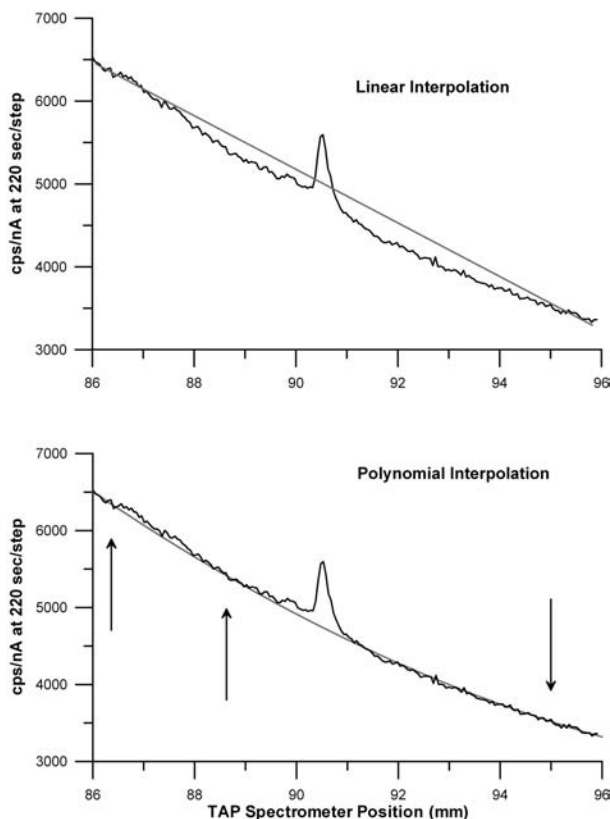 7000
6000
5000
4000
3000
cps/nA at 220 sec/step
Linear Interpolation
86 88 90 92 94 96
7000
6000
5000
4000
3000
cps/nA at 220 sec/step
Polynomial Interpolation
86 88 90 92 94 96
TAP Spectrometer Position (mm)